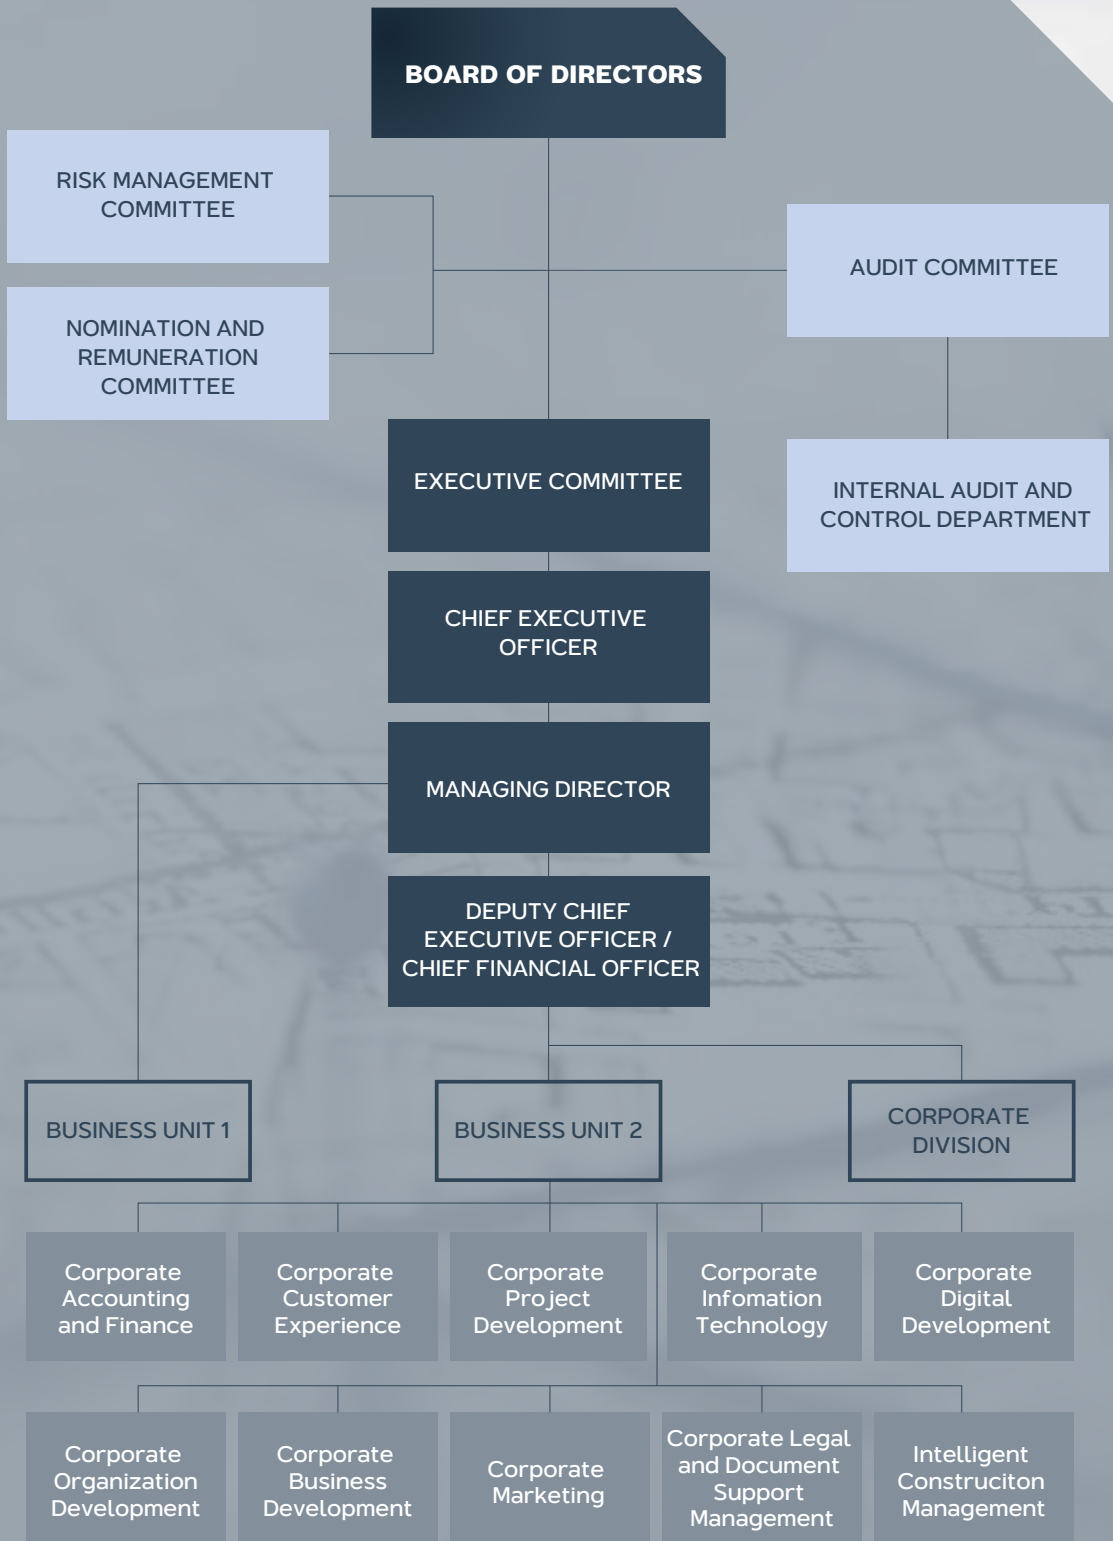 BOARD OF DIRECTORS
RISK MANAGEMENT
COMMITTEE
AUDIT COMMITTEE
NOMINATION AND
REMUNERATION
COMMITTEE
EXECUTIVE COMMITTEE
INTERNAL AUDIT AND
CONTROL DEPARTMENT
CHIEF EXECUTIVE
OFFICER
MANAGING DIRECTOR
DEPUTY CHIEF
EXECUTIVE OFFICER /
CHIEF FINANCIAL OFFICER
BUSINESS UNIT 1
BUSINESS UNIT 2
CORPORATE
DIVISION
Corporate
Accounting
and Finance
Corporate
Customer
Experience
Corporate
Project
Development
Corporate
Infomation
Technology
Corporate
Digital
Development
Corporate
Organization
Development
Corporate
Business
Development
Corporate
Marketing
Corporate Legal
and Document
Support
Management
Intelligent
Construciton
Management